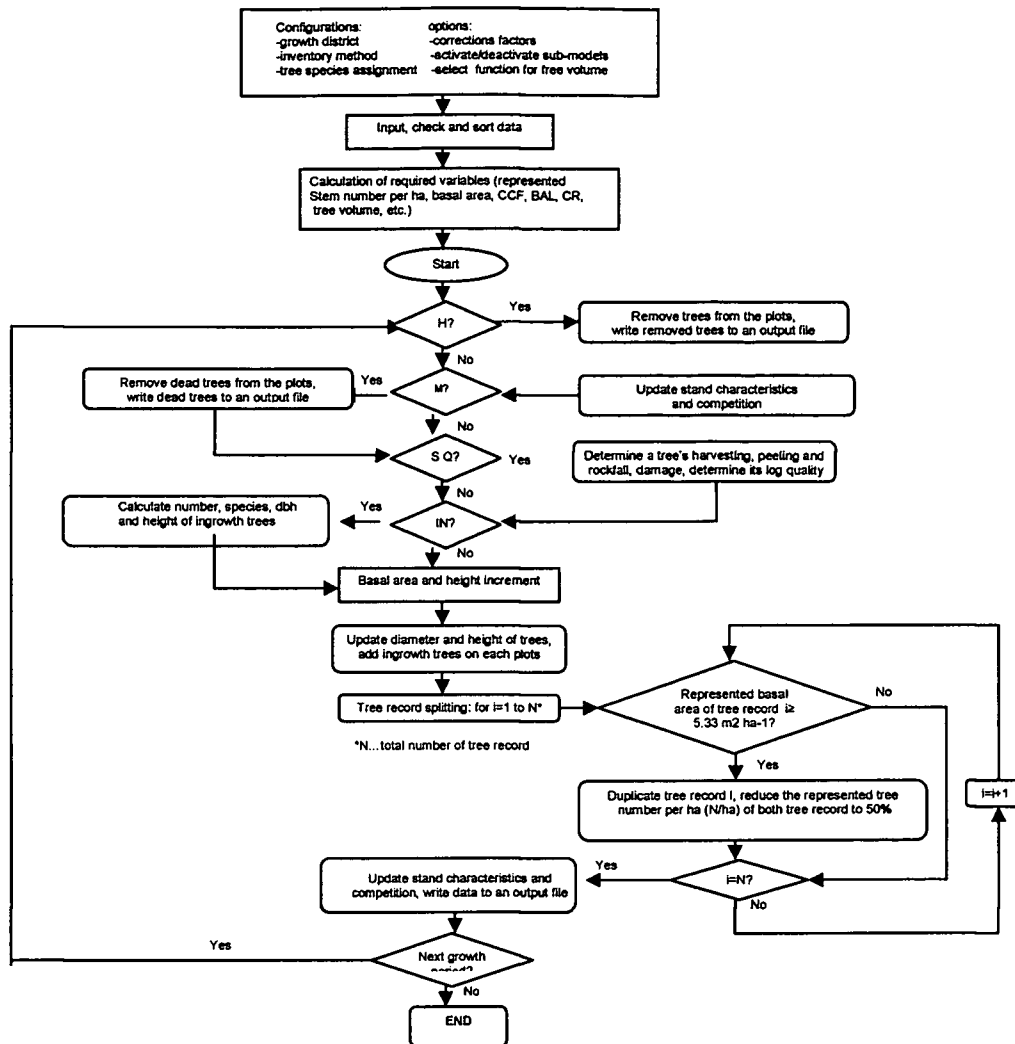 Configurations: options:
-growth district -corrections factors
-inventory method -activate/deactivate sub-models
-tree species assignment -select function for free volume
Input, check and sort data
Calculation of required variables (represented
Stem number per ha, basal area, CCF, BAL, CR,
tree volume, etc.)
Start
H?
Yes
Remove trees from the plots,
write removed trees to an output file
No
Remove dead trees from the plots,
write dead trees to an output file
Yes
M?
Update stand characteristics
and competition
No
S Q?
Yes
Determine a tree's harvesting, peeling and
rockfall, damage, determine its log quality
No
Calculate number, species, dbh
and height of ingrowth trees
Yes
IN?
No
Basal area and height increment
Update diameter and height of trees,
add ingrowth trees on each plots
Tree record splitting: for i=1 to N*
*N...total number of tree record
Represented basal
area of tree record i≥
5.33 m2 ha-1?
No
Yes
Duplicate tree record I, reduce the represented tree
number per ha (N/ha) of both tree record to 50%
i=i+1
Update stand characteristics and
competition, write data to an output file
Yes
i=N?
No
Yes
Next growth
period?
No
END